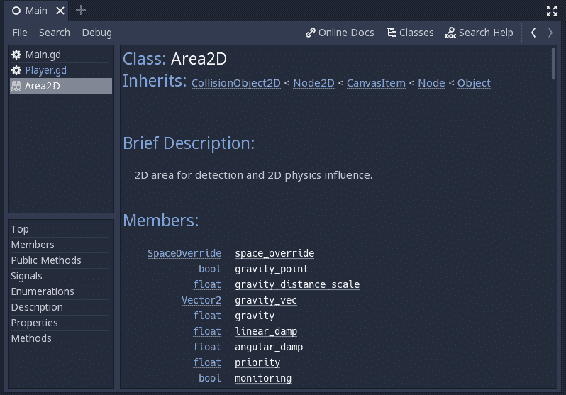 Main
File Search Debug Online Docs Classes Search Help
Main.gd
Player.gd
Area2D
Top
Members
Public Methods
Signals
Enumerations
Description
Properties
Methods
Class: Area2D
Inherits: CollisionObject2D < Node2D < CanvasItem < Node < Object
Brief Description:
2D area for detection and 2D physics influence.
Members:
SpaceOverride space_override
bool gravity_point
float gravity_distance_scale
Vector2 gravity_vec
float gravity
float linear_damp
float angular_damp
float priority
bool monitoring